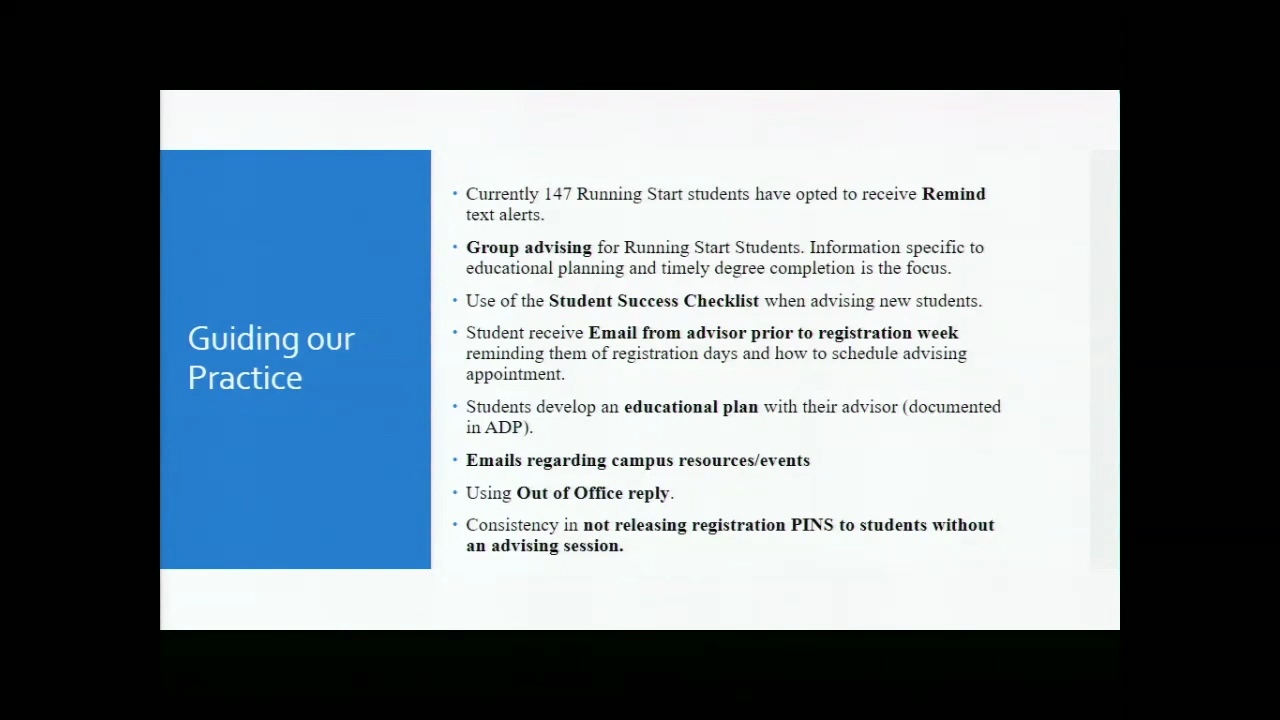 Guiding our
Practice
• Currently 147 Running Start students have opted to receive Remind
text alerts.
• Group advising for Running Start Students. Information specific to
educational planning and timely degree completion is the focus.
• Use of the Student Success Checklist when advising new students.
• Student receive Email from advisor prior to registration week
reminding them of registration days and how to schedule advising
appointment.
• Students develop an educational plan with their advisor (documented
in ADP).
• Emails regarding campus resources/events
• Using Out of Office reply.
• Consistency in not releasing registration PINS to students without
an advising session.